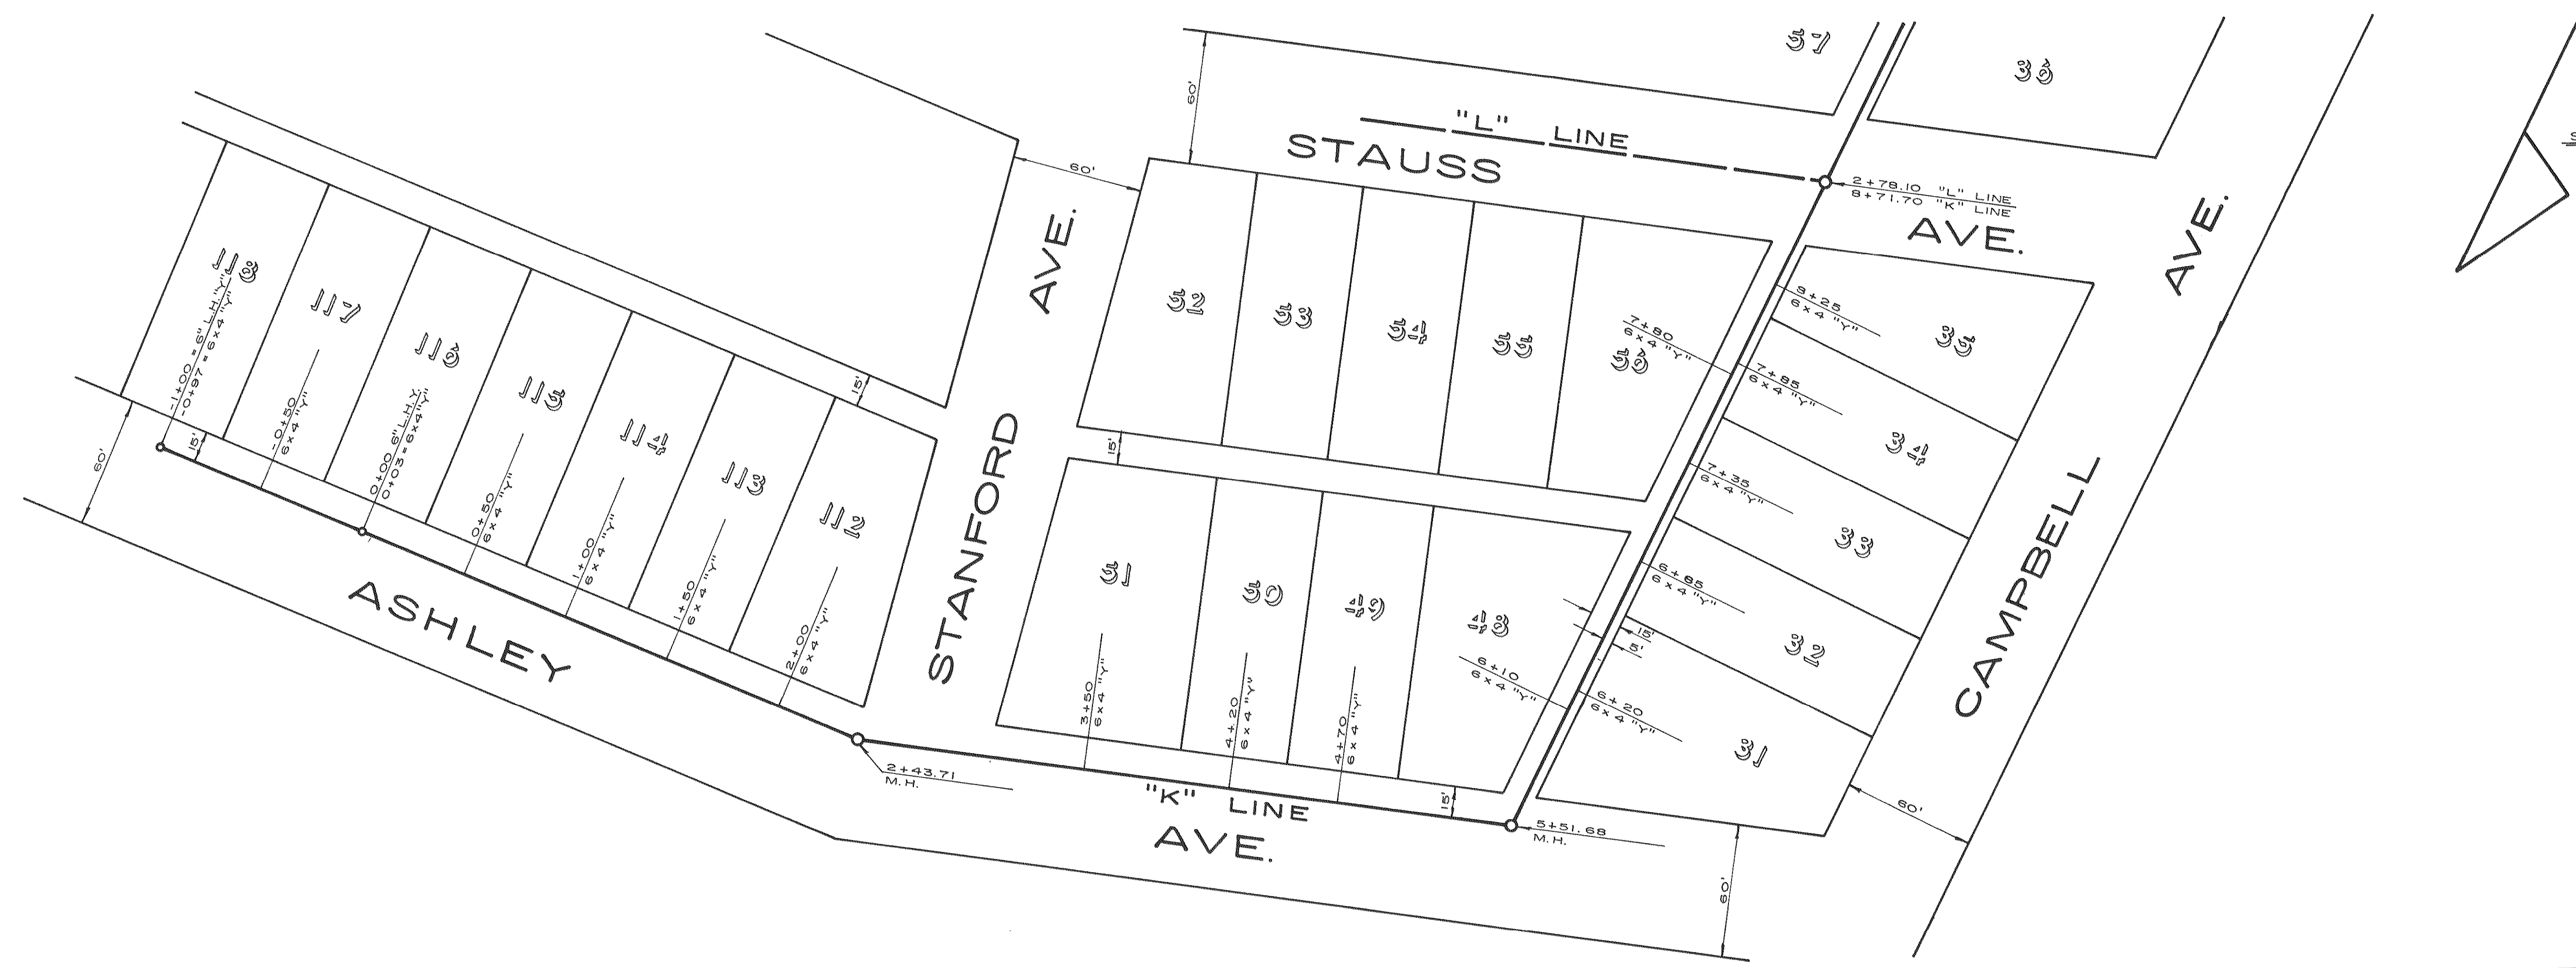 57
36
60'
"L" LINE
STAUSS
AVE.
2+78.10 "L" LINE
8+71.70 "K" LINE
60'
AVE.
AVE.
118
117
116
115
114
113
112
-1+00 = 6" L.H. "Y"
-0+97 = 6x4 "Y"
-0+50
6x4 "Y"
0+00 6" L.H.Y.
0+03 = 6x4 "Y"
0+50
6x4 "Y"
1+00
6x4 "Y"
1+50
6x4 "Y"
2+00
6x4 "Y"
15'
15'
60'
ASHLEY
STANFORD
52
53
54
55
56
7+80
6x4 "Y"
15'
51
50
49
48
3+50
6x4 "Y"
4+20
6x4 "Y"
4+70
6x4 "Y"
6+10
6x4 "Y"
8+25
6x4 "Y"
35
7+85
6x4 "Y"
34
7+35
6x4 "Y"
33
6+85
6x4 "Y"
32
15'
5'
6+20
6x4 "Y"
31
CAMPBELL
2+43.71
M.H.
"K" LINE
AVE.
15'
5+51.68
M.H.
60'
60'